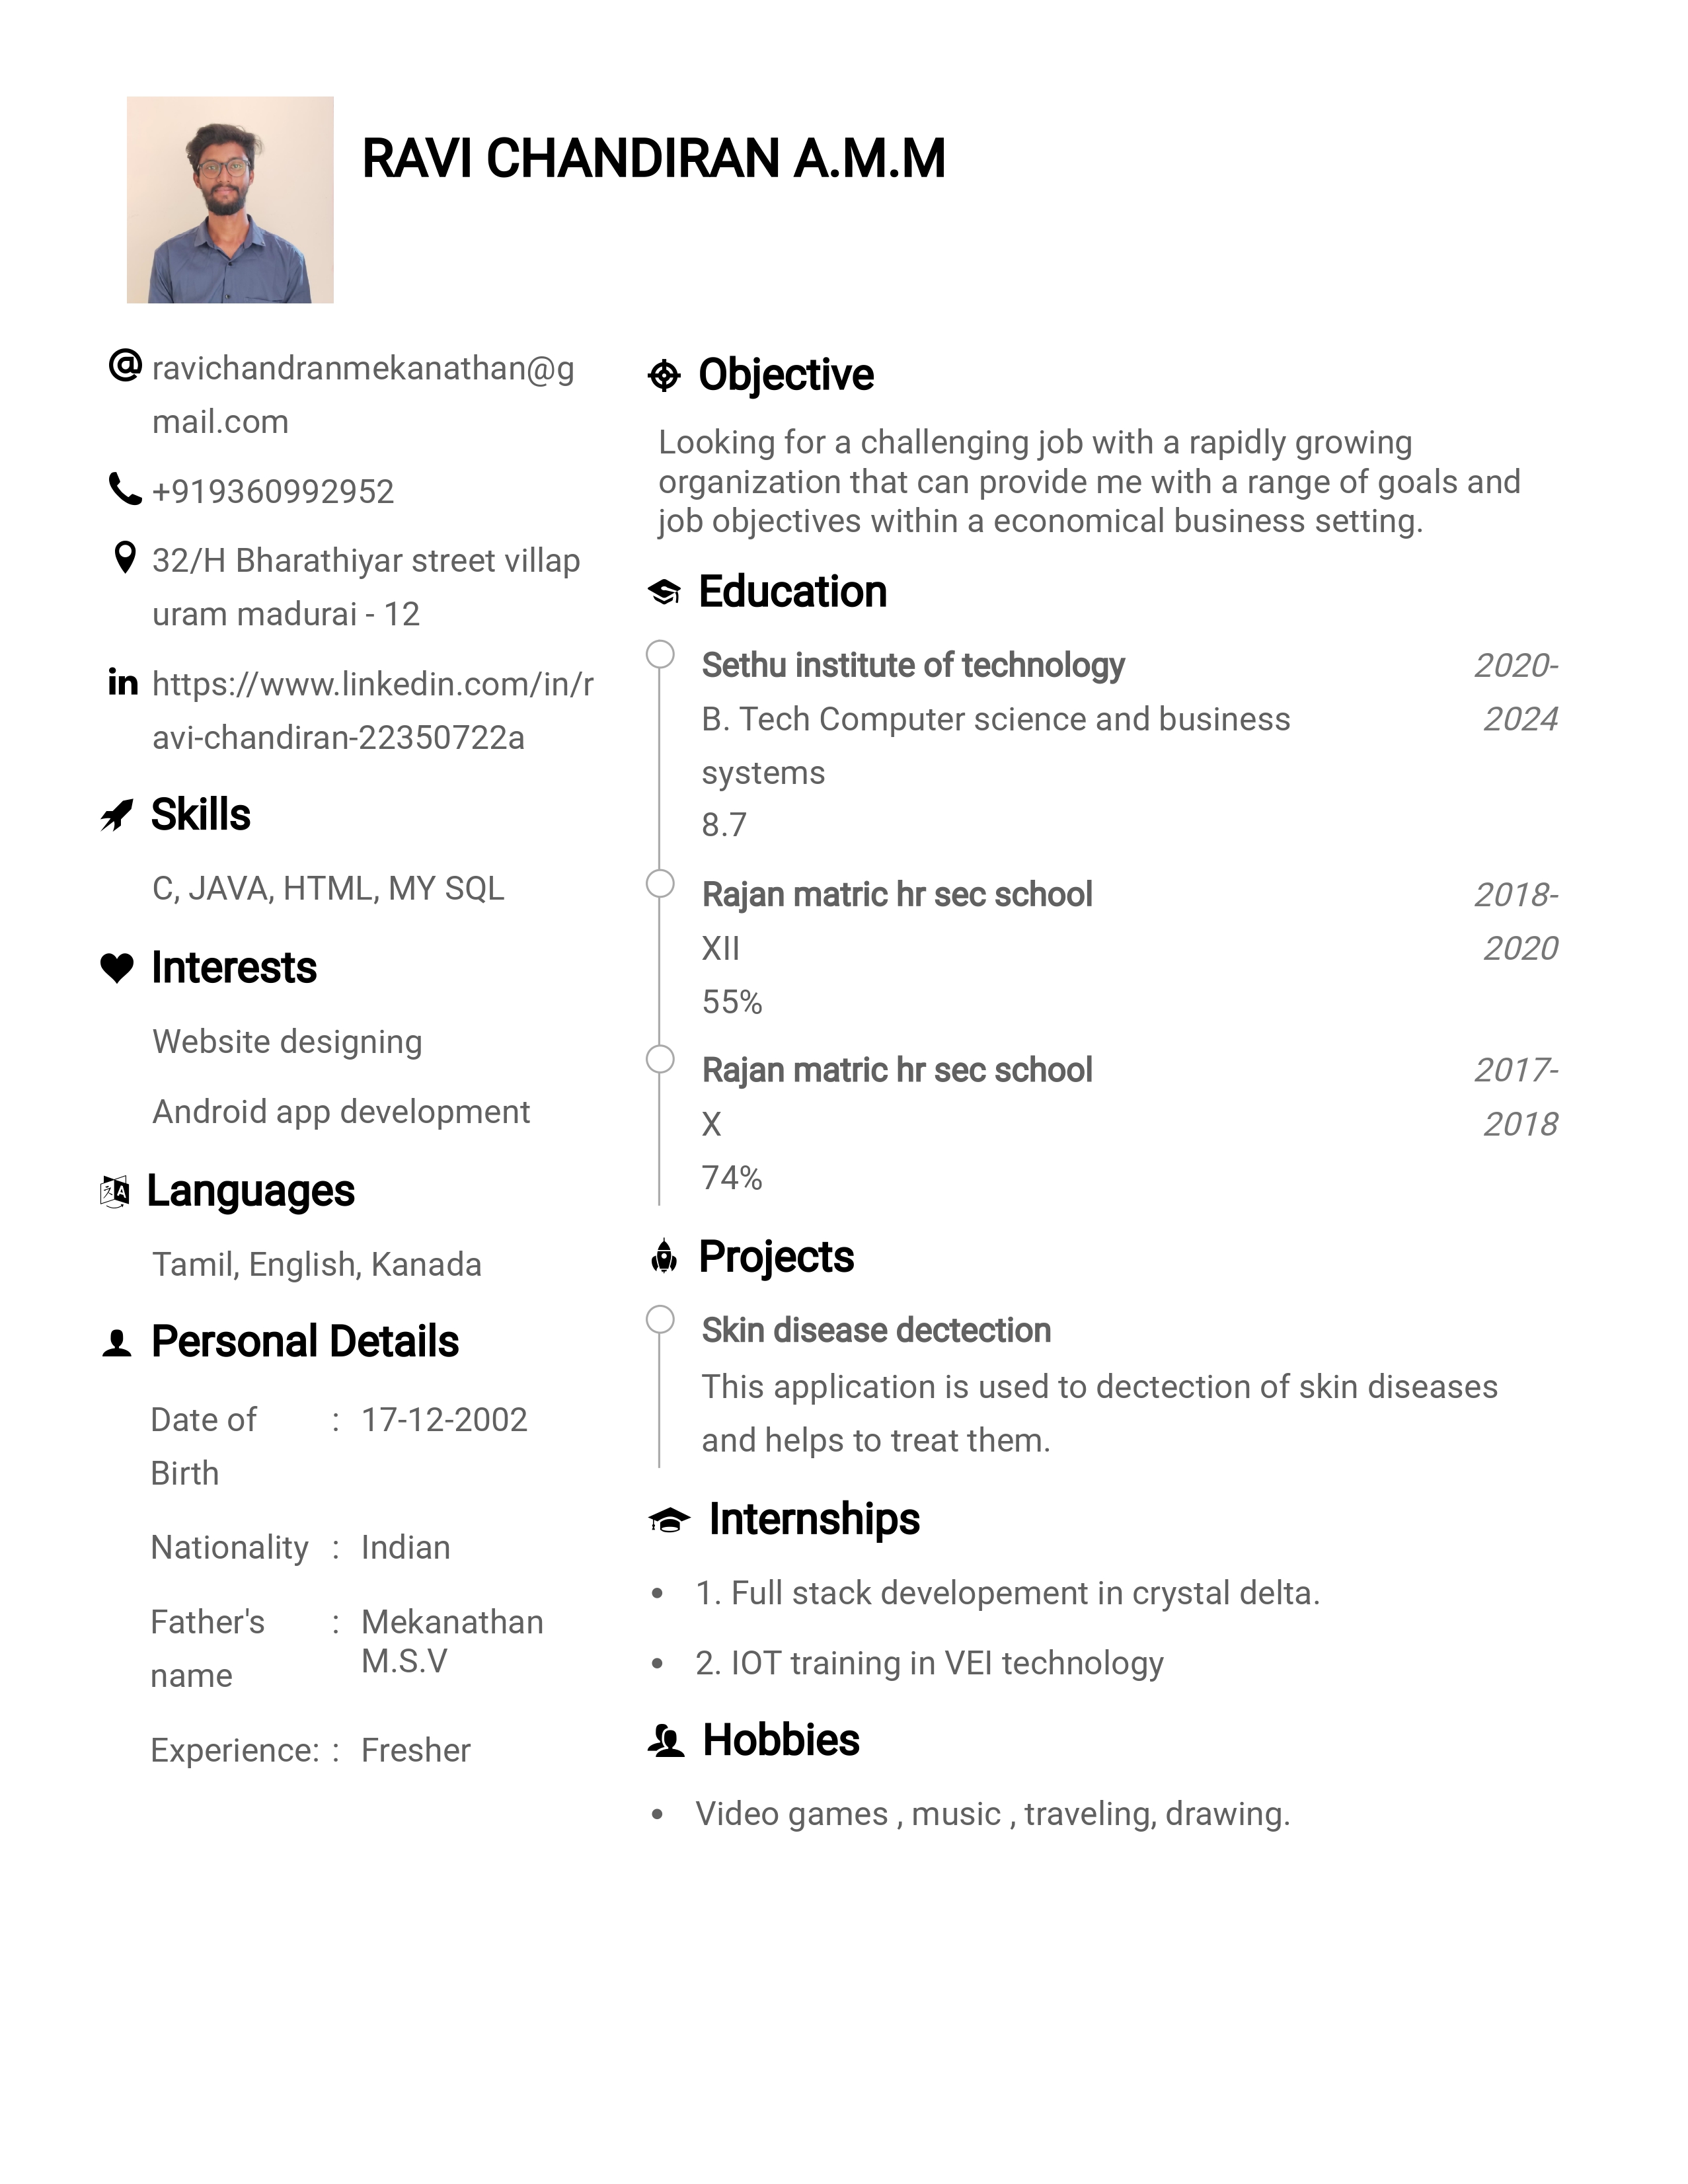 RAVI CHANDIRAN A.M.M
ravichandranmekanathan@g
mail.com
+919360992952
32/H Bharathiyar street villap
uram madurai - 12
https://www.linkedin.com/in/r
avi-chandiran-22350722a
Skills
C, JAVA, HTML, MY SQL
Interests
Website designing
Android app development
Languages
Tamil, English, Kanada
Personal Details
Date of : 17-12-2002
Birth
Nationality : Indian
Father's : Mekanathan
name M.S.V
Experience: : Fresher
Objective
Looking for a challenging job with a rapidly growing
organization that can provide me with a range of goals and
job objectives within a economical business setting.
Education
Sethu institute of technology 2020-
B. Tech Computer science and business 2024
systems
8.7
Rajan matric hr sec school 2018-
XII 2020
55%
Rajan matric hr sec school 2017-
X 2018
74%
Projects
Skin disease dectection
This application is used to dectection of skin diseases
and helps to treat them.
Internships
• 1. Full stack developement in crystal delta.
• 2. IOT training in VEI technology
Hobbies
• Video games , music , traveling, drawing.